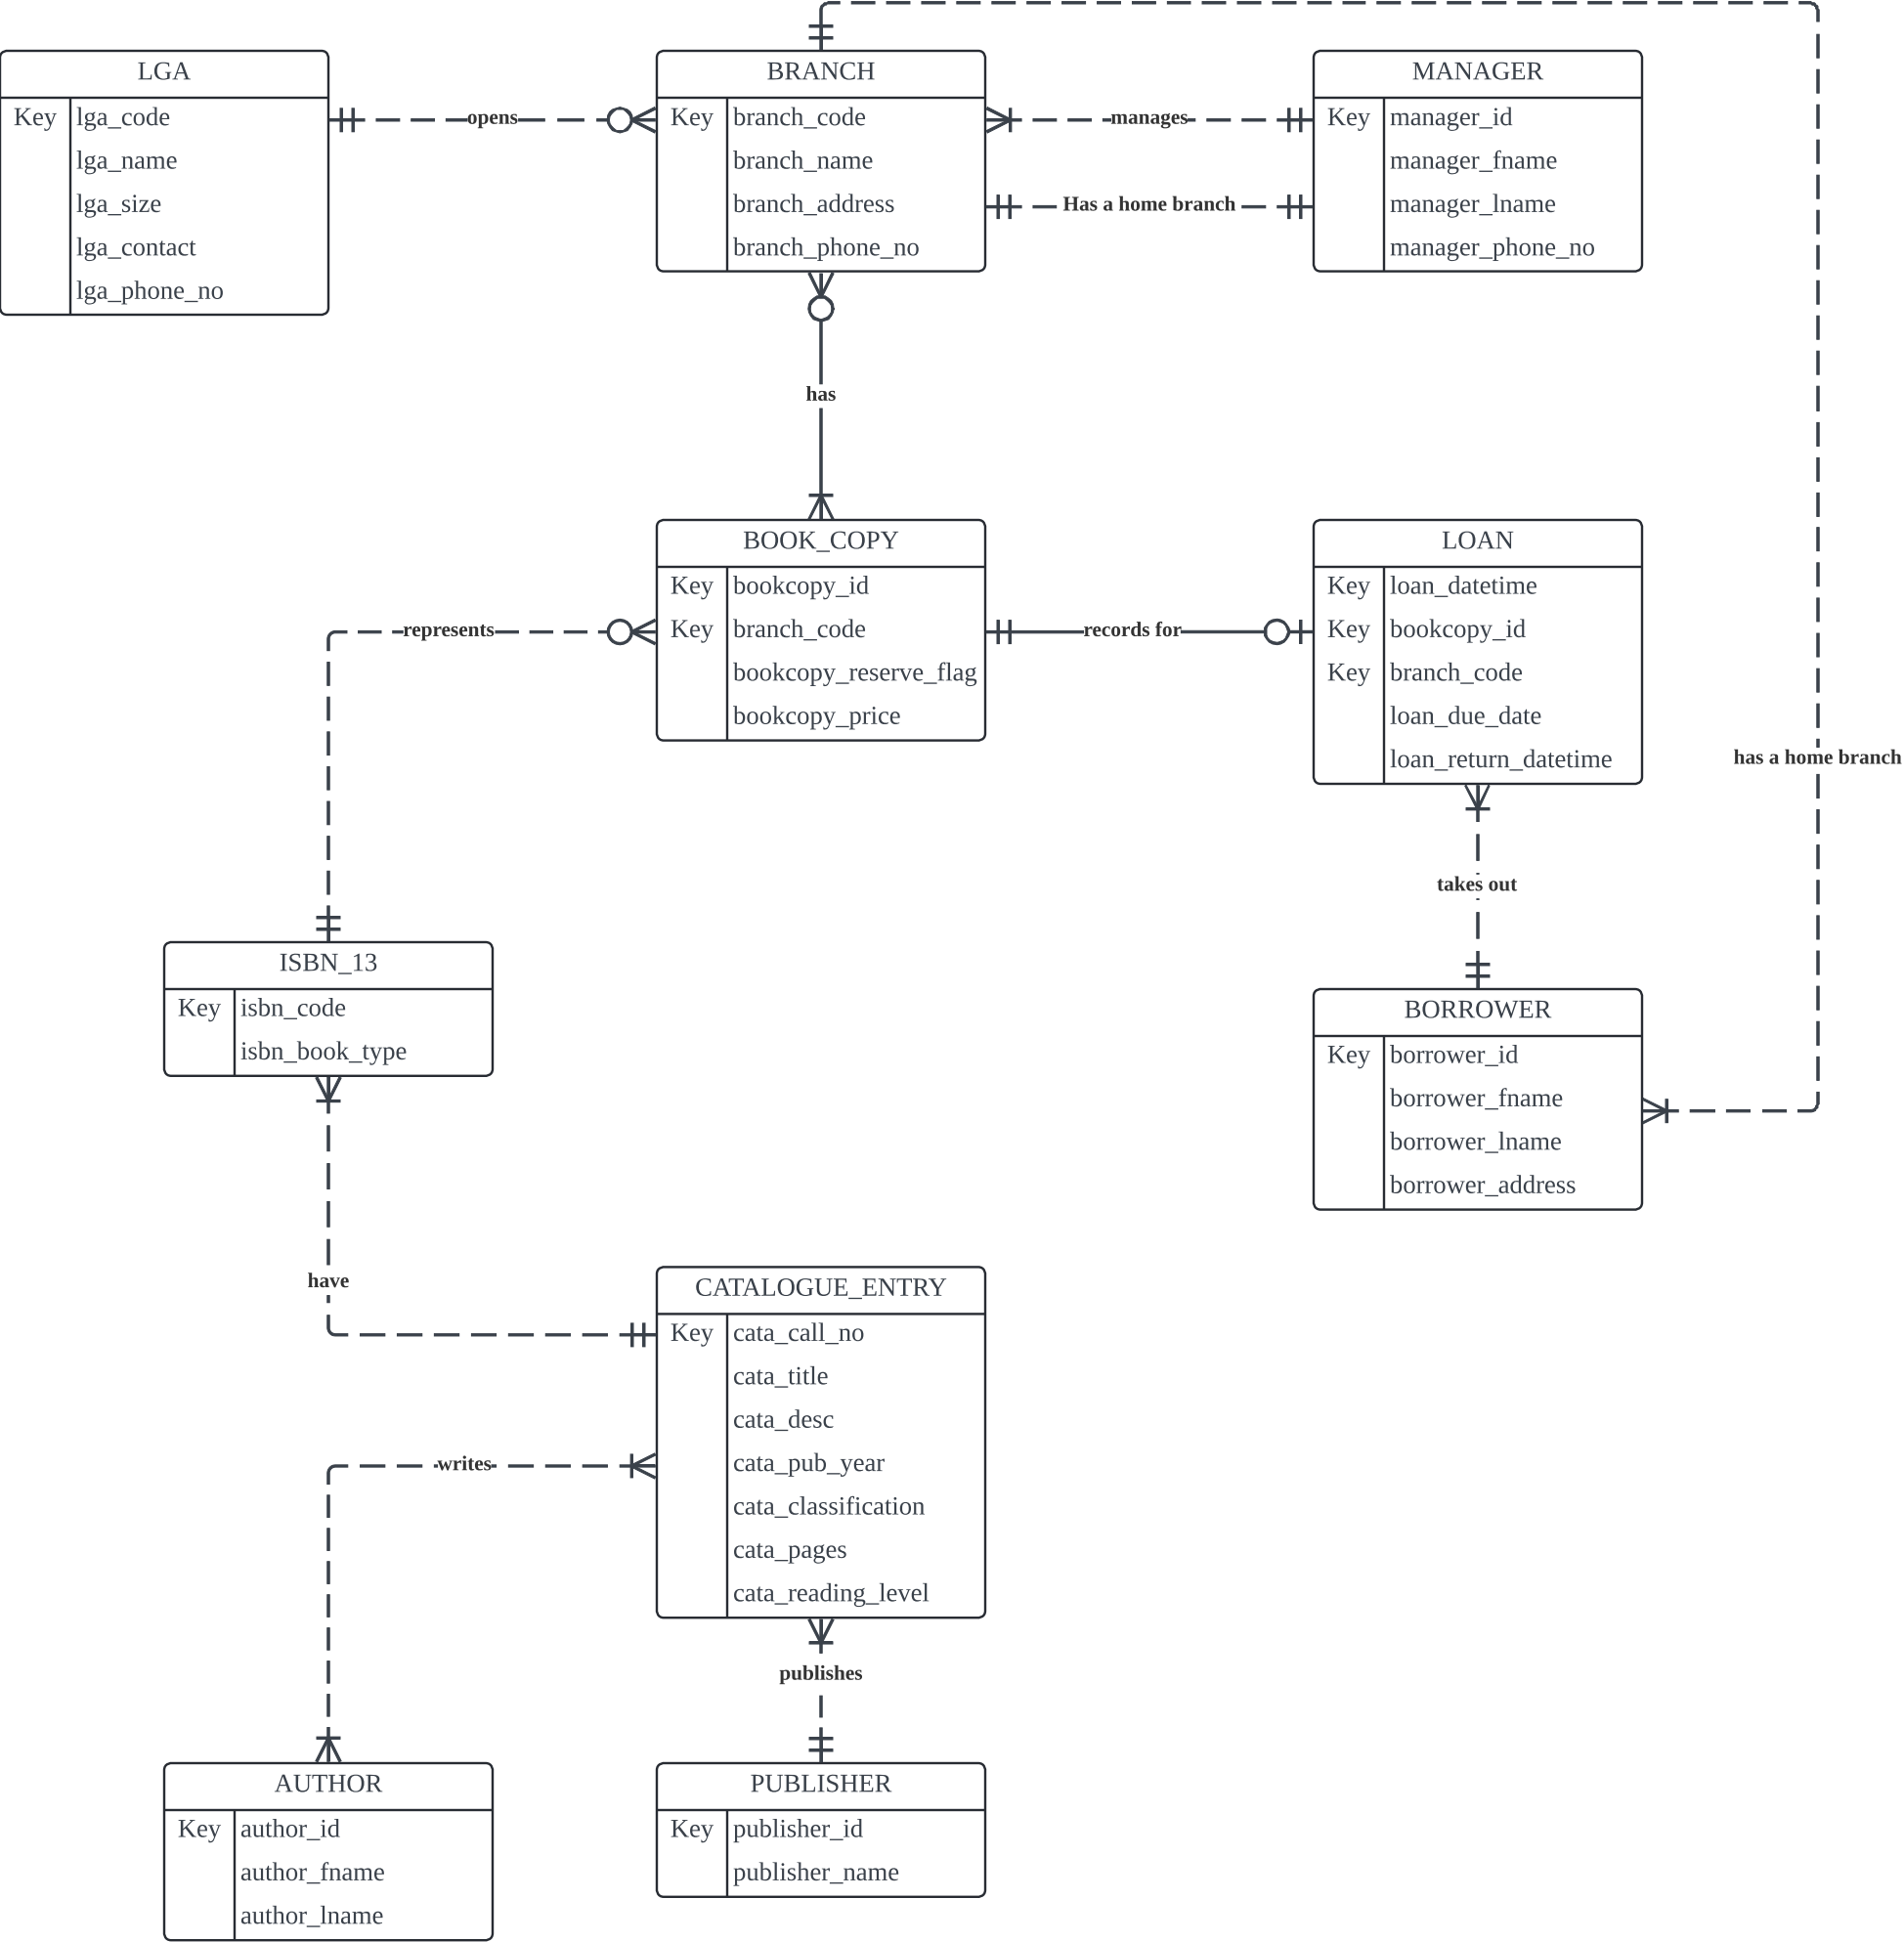 LGA
Key lga_code
lga_name
lga_size
lga_contact
lga_phone_no
opens
BRANCH
Key branch_code
branch_name
branch_address
branch_phone_no
manages
Has a home branch
MANAGER
Key manager_id
manager_fname
manager_lname
manager_phone_no
has
BOOK_COPY
Key bookcopy_id
Key branch_code
bookcopy_reserve_flag
bookcopy_price
represents
records for
LOAN
Key loan_datetime
Key bookcopy_id
Key branch_code
loan_due_date
loan_return_datetime
has a home branch
takes out
ISBN_13
Key isbn_code
isbn_book_type
BORROWER
Key borrower_id
borrower_fname
borrower_lname
borrower_address
have
CATALOGUE_ENTRY
Key cata_call_no
cata_title
cata_desc
cata_pub_year
cata_classification
cata_pages
cata_reading_level
writes
publishes
AUTHOR
Key author_id
author_fname
author_lname
PUBLISHER
Key publisher_id
publisher_name